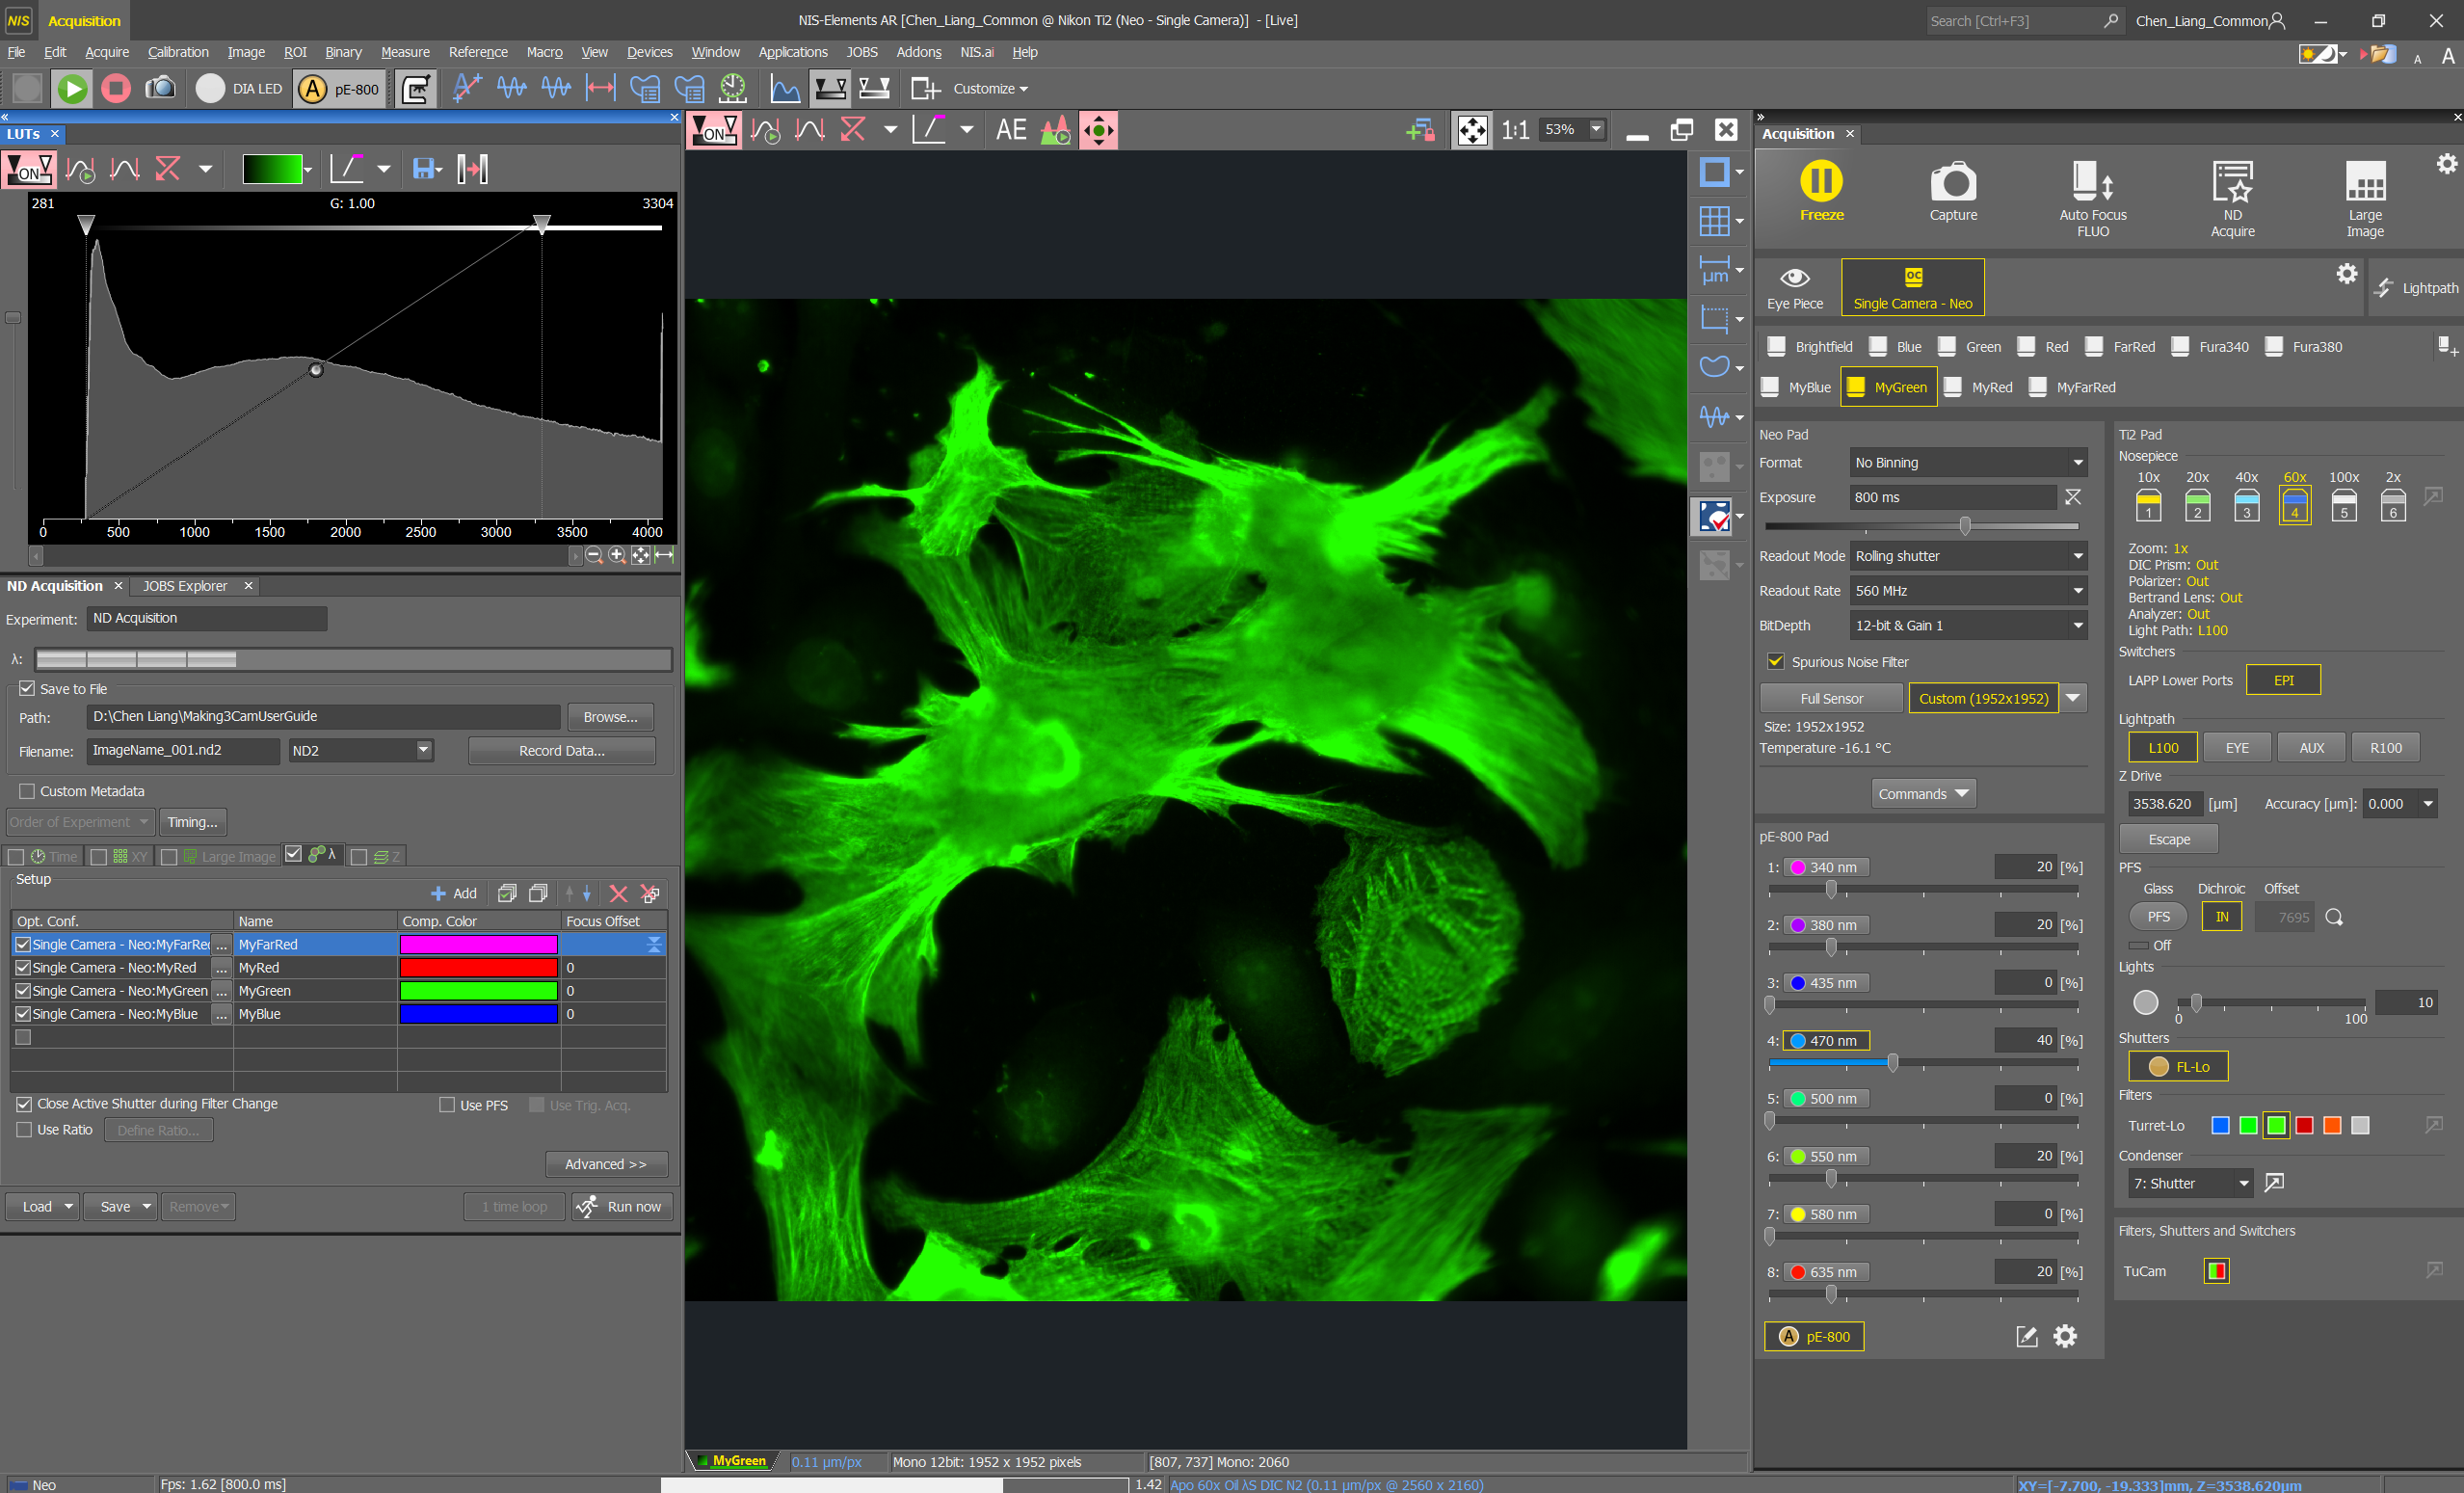 NIS Acquisition NIS-Elements AR [Chen_Liang_Common @ Nikon Ti2 (Neo - Single Camera)] - [Live] Search [Ctrl+F3] Chen_Liang_Common
File Edit Acquire Calibration Image ROI Binary Measure Reference Macro View Devices Window Applications JOBS Addons NIS.ai Help
A A
DIA LED A pE-800 Customize
LUTs
ON
281 G: 1.00 3304
0 500 1000 1500 2000 2500 3000 3500 4000
ND Acquisition JOBS Explorer
Experiment: ND Acquisition
λ:
Save to File
Path: D:\Chen Liang\Making3CamUserGuide Browse...
Filename: ImageName_001.nd2 ND2 Record Data...
Custom Metadata
Order of Experiment Timing...
Time XY Large Image λ Z
Setup
Add
Opt. Conf. Name Comp. Color Focus Offset
Single Camera - Neo:MyFarRed ... MyFarRed
Single Camera - Neo:MyRed ... MyRed 0
Single Camera - Neo:MyGreen ... MyGreen 0
Single Camera - Neo:MyBlue ... MyBlue 0
Close Active Shutter during Filter Change Use PFS Use Trig. Acq.
Use Ratio Define Ratio...
Advanced >>
Load Save Remove 1 time loop Run now
ON AE 1:1 53%
µm
MyGreen 0.11 µm/px Mono 12bit: 1952 x 1952 pixels [807, 737] Mono: 2060
Acquisition
Freeze Capture Auto Focus FLUO ND Acquire Large Image
Eye Piece OC Single Camera - Neo Lightpath
Brightfield Blue Green Red FarRed Fura340 Fura380
MyBlue MyGreen MyRed MyFarRed
Neo Pad
Format No Binning
Exposure 800 ms
Readout Mode Rolling shutter
Readout Rate 560 MHz
BitDepth 12-bit & Gain 1
Spurious Noise Filter
Full Sensor Custom (1952x1952)
Size: 1952x1952
Temperature -16.1 °C
Commands
pE-800 Pad
1: 340 nm 20 [%]
2: 380 nm 20 [%]
3: 435 nm 0 [%]
4: 470 nm 40 [%]
5: 500 nm 0 [%]
6: 550 nm 20 [%]
7: 580 nm 0 [%]
8: 635 nm 20 [%]
A pE-800
Ti2 Pad
Nosepiece
10x 20x 40x 60x 100x 2x
1 2 3 4 5 6
Zoom: 1x
DIC Prism: Out
Polarizer: Out
Bertrand Lens: Out
Analyzer: Out
Light Path: L100
Switchers
LAPP Lower Ports EPI
Lightpath
L100 EYE AUX R100
Z Drive
3538.620 [µm] Accuracy [µm]: 0.000
Escape
PFS
Glass Dichroic Offset
PFS IN 7695
Off
Lights
10
0 100
Shutters
FL-Lo
Filters
Turret-Lo
Condenser
7: Shutter
Filters, Shutters and Switchers
TuCam
Neo Fps: 1.62 [800.0 ms] 1.42 Apo 60x Oil λS DIC N2 (0.11 µm/px @ 2560 x 2160) XY=[-7.700, -19.333]mm, Z=3538.620µm